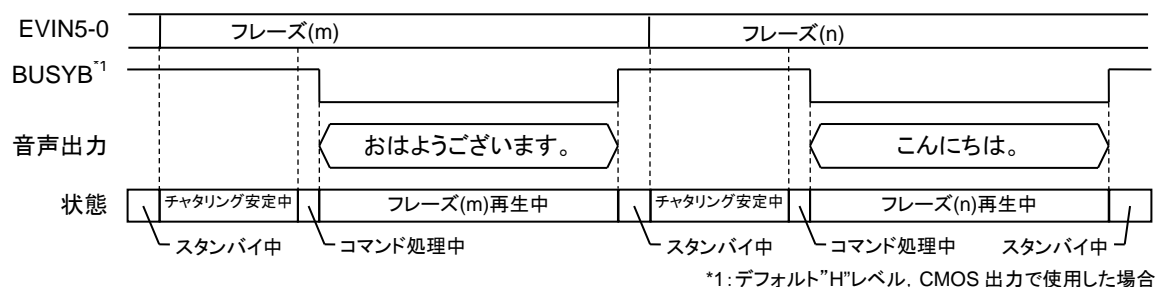 EVIN5-0 フレーズ(m) フレーズ(n)
BUSYB*1
音声出力 おはようございます。 こんにちは。
状態 チャタリング安定中 フレーズ(m)再生中 チャタリング安定中 フレーズ(n)再生中
スタンバイ中 コマンド処理中 スタンバイ中 コマンド処理中 スタンバイ中
*1:デフォルト”H”レベル, CMOS 出力で使用した場合